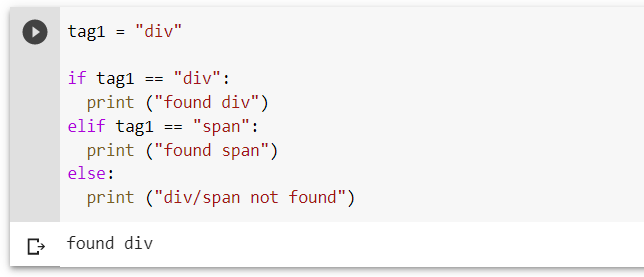 tag1 = "div"
if tag1 == "div":
  print ("found div")
elif tag1 == "span":
  print ("found span")
else:
  print ("div/span not found")
found div